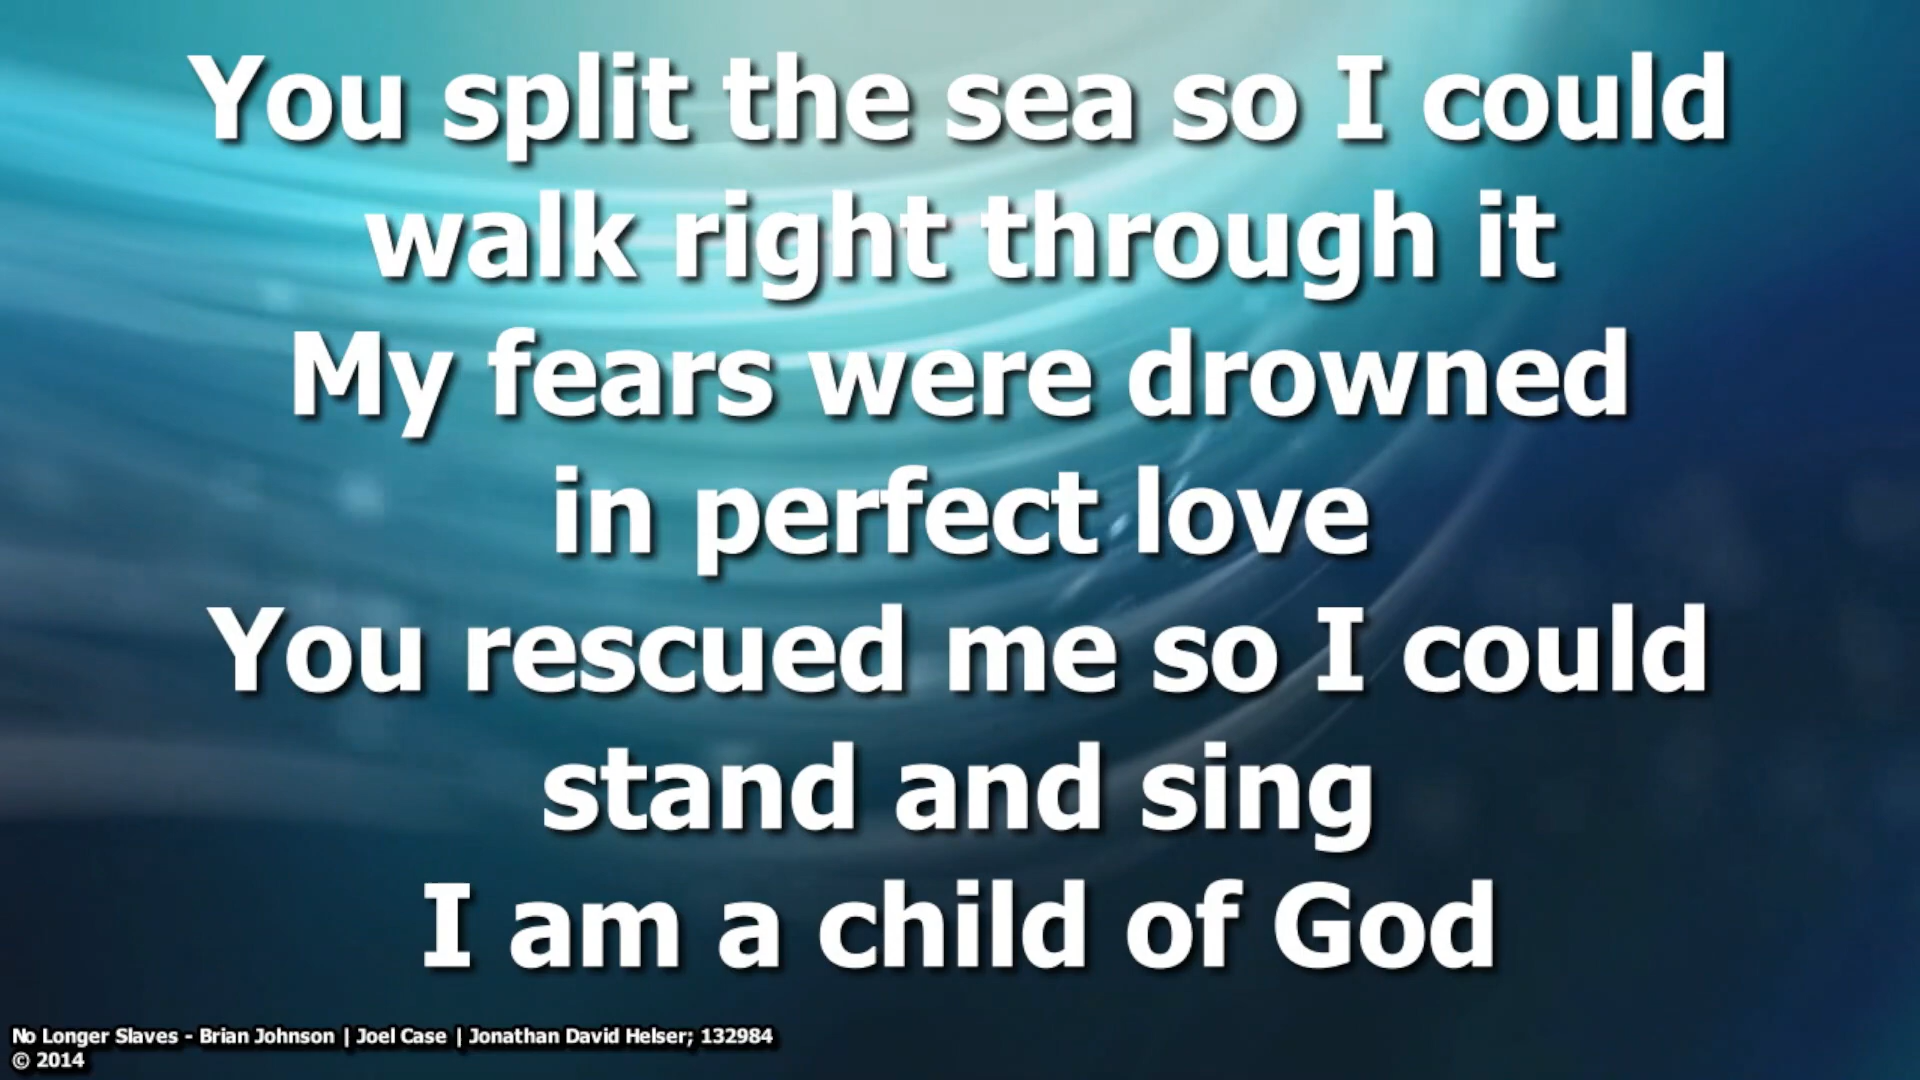 You split the sea so I could
walk right through it
My fears were drowned
in perfect love
You rescued me so I could
stand and sing
I am a child of God
No Longer Slaves - Brian Johnson | Joel Case | Jonathan David Helser; 132984
© 2014